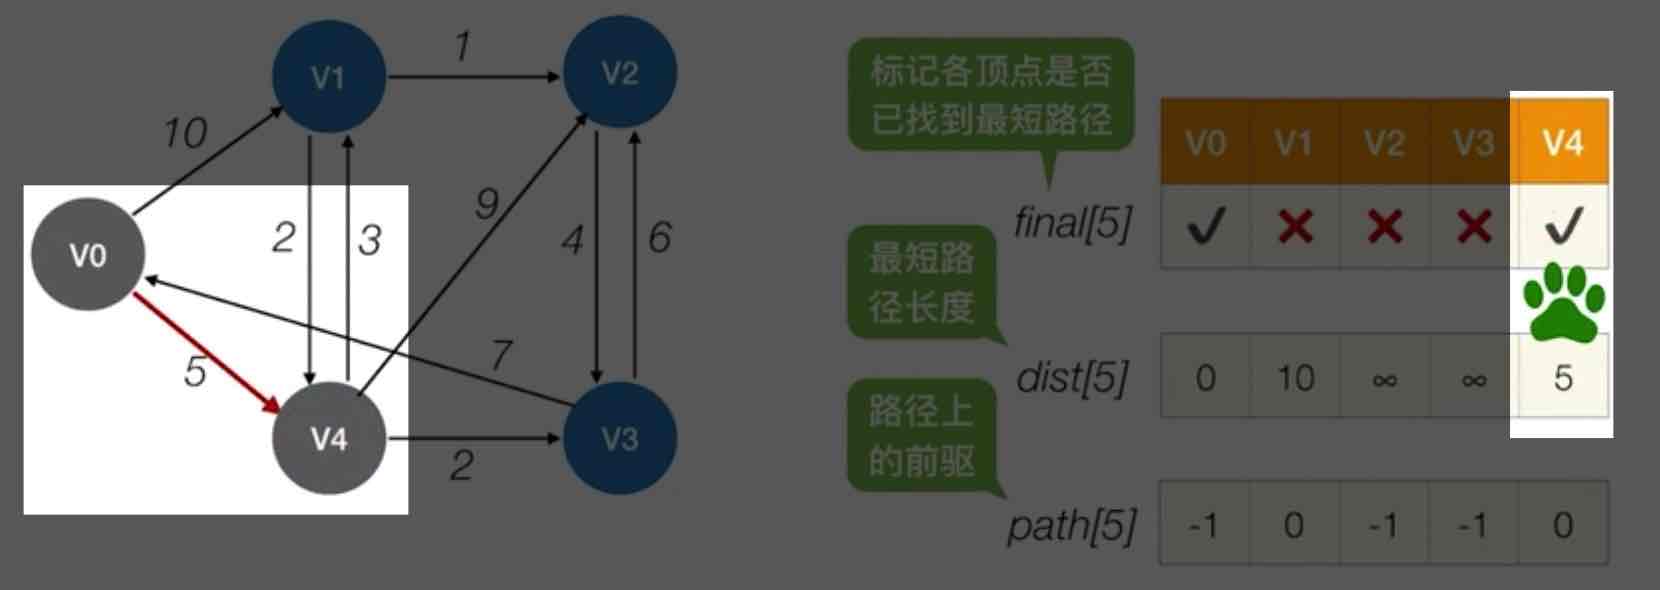 V1
1
V2
10
V0
2
3
9
4
6
5
7
V4
2
V3
标记各顶点是否
已找到最短路径
V0 V1 V2 V3 V4
final[5] ✓ ✗ ✗ ✗ ✓
最短路
径长度
dist[5] 0 10 ∞ ∞ 5
路径上
的前驱
path[5] -1 0 -1 -1 0